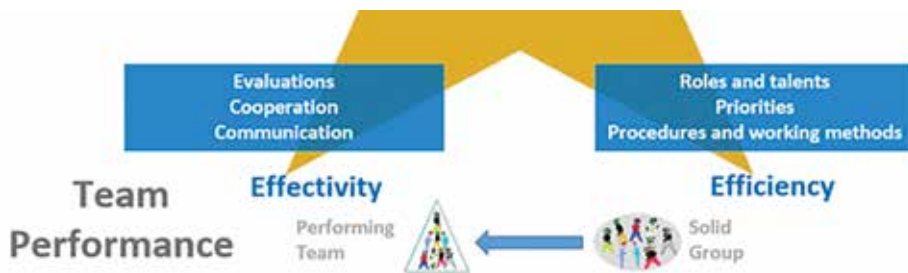 Evaluations
Cooperation
Communication
Roles and talents
Priorities
Procedures and working methods
Team
Performance
Effectivity
Efficiency
Performing
Team
Solid
Group